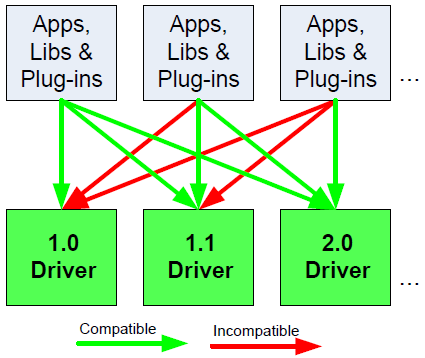 Apps,
Libs &
Plug-ins
Apps,
Libs &
Plug-ins
Apps,
Libs &
Plug-ins
...
1.0
Driver
1.1
Driver
2.0
Driver
...
Compatible
Incompatible